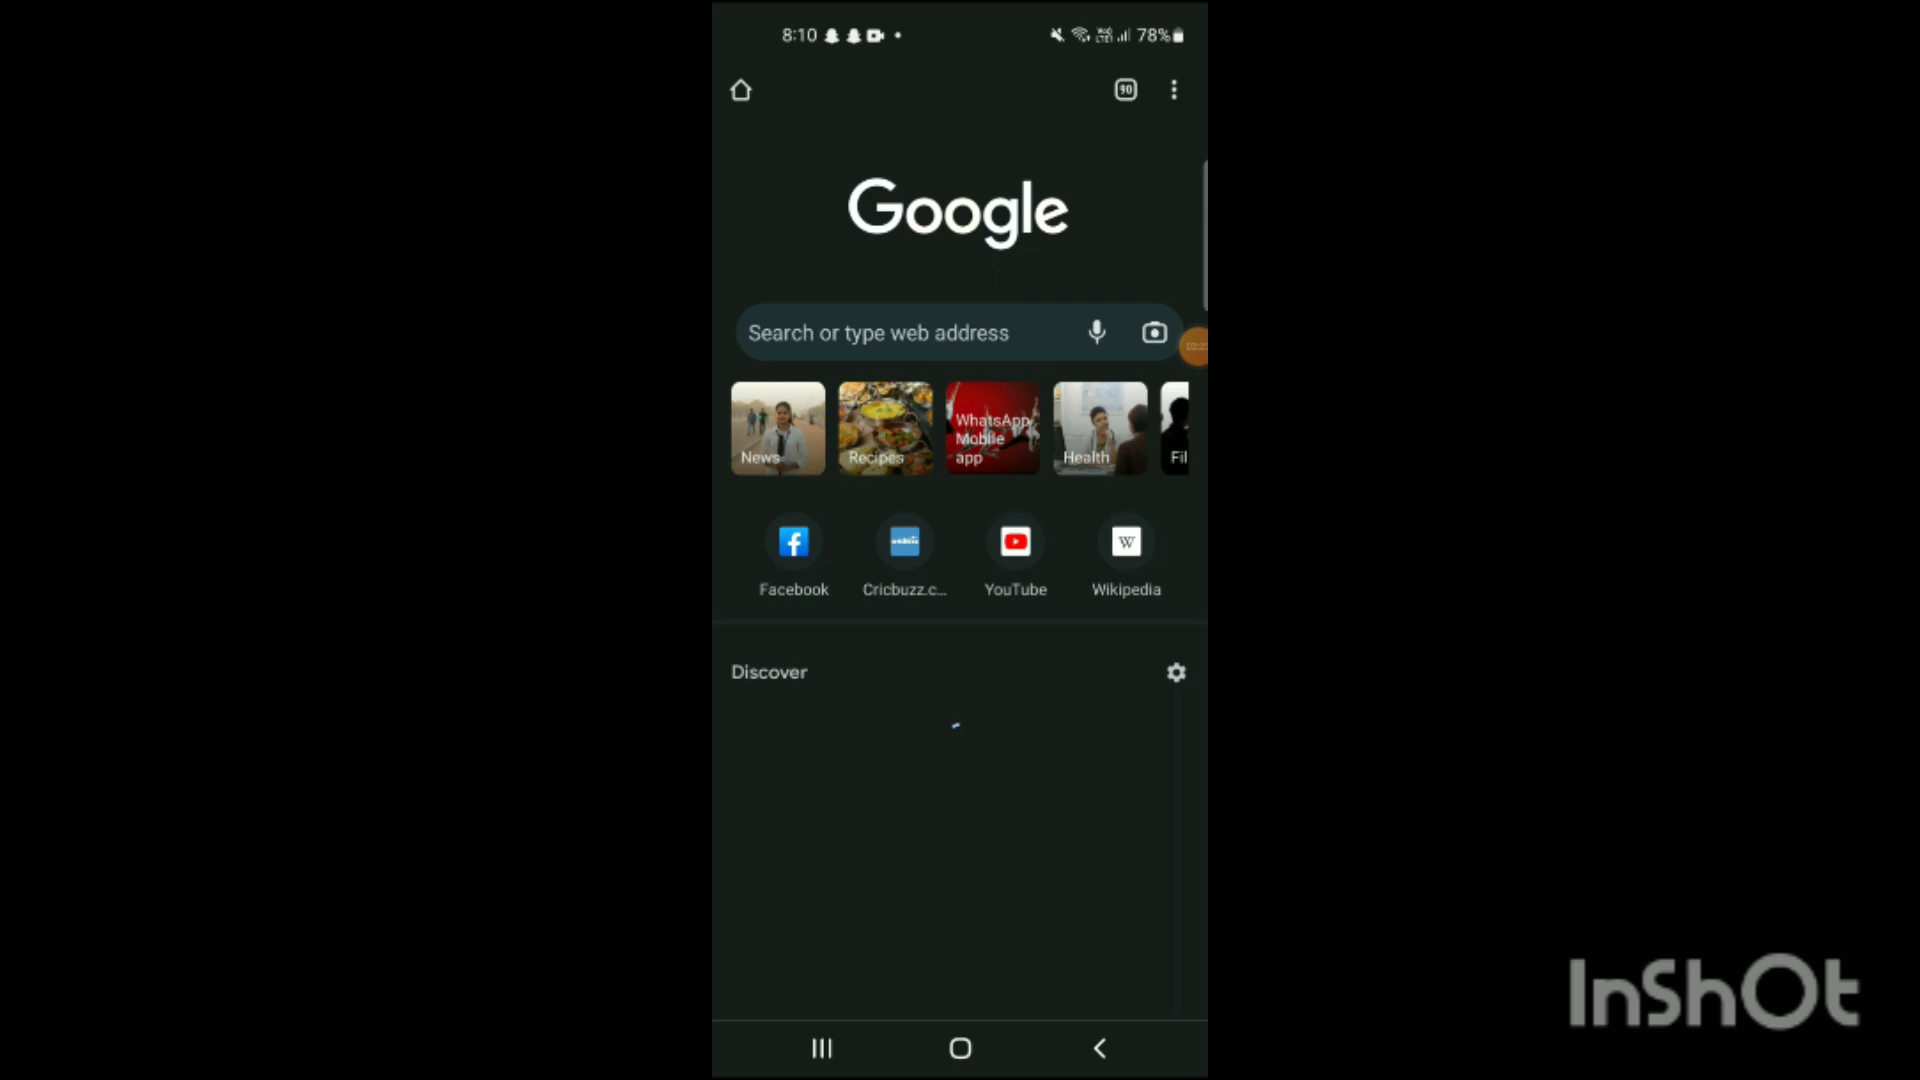 8:10
78%
90
Google
Search or type web address
News
Recipes
WhatsApp
Mobile
app
Health
Fil
Facebook
Cricbuzz.c...
YouTube
W
Wikipedia
Discover
InShOt